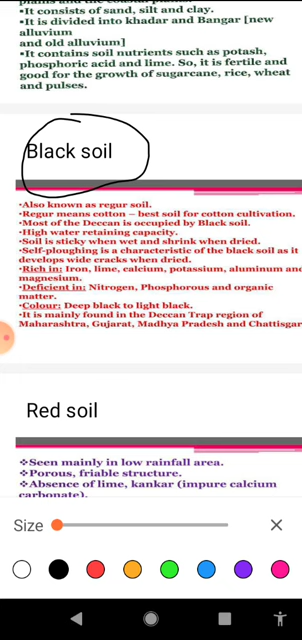 plains and the coastal plains.
•It consists of sand, silt and clay.
•It is divided into khadar and Bangar [new
alluvium
and old alluvium]
•It contains soil nutrients such as potash,
phosphoric acid and lime. So, it is fertile and
good for the growth of sugarcane, rice, wheat
and pulses.
Black soil
•Also known as regur soil.
•Regur means cotton – best soil for cotton cultivation.
•Most of the Deccan is occupied by Black soil.
•High water retaining capacity.
•Soil is sticky when wet and shrink when dried.
•Self-ploughing is a characteristic of the black soil as it
develops wide cracks when dried.
•Rich in: Iron, lime, calcium, potassium, aluminum and
magnesium.
•Deficient in: Nitrogen, Phosphorous and organic
matter.
•Colour: Deep black to light black.
•It is mainly found in the Deccan Trap region of
Maharashtra, Gujarat, Madhya Pradesh and Chattisgar
Red soil
❖Seen mainly in low rainfall area.
❖Porous, friable structure.
❖Absence of lime, kankar (impure calcium
carbonate).
Size